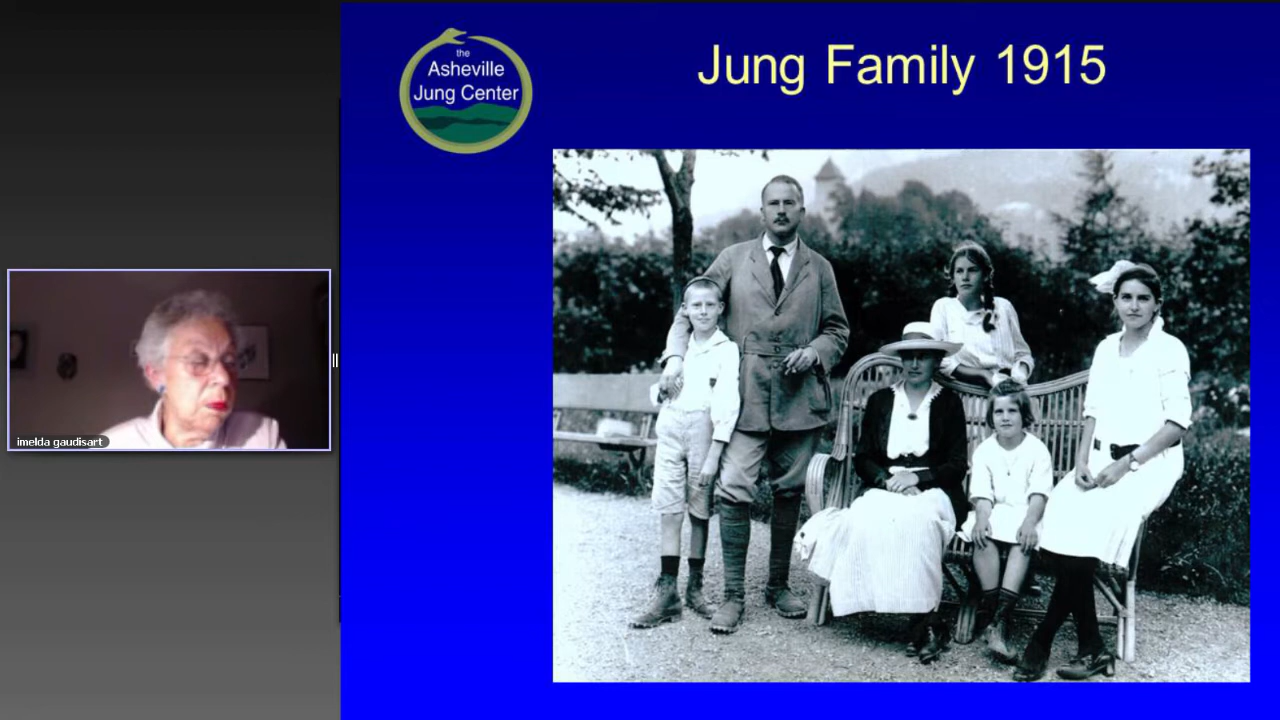 the
Asheville
Jung Center
Jung Family 1915
imelda gaudisart